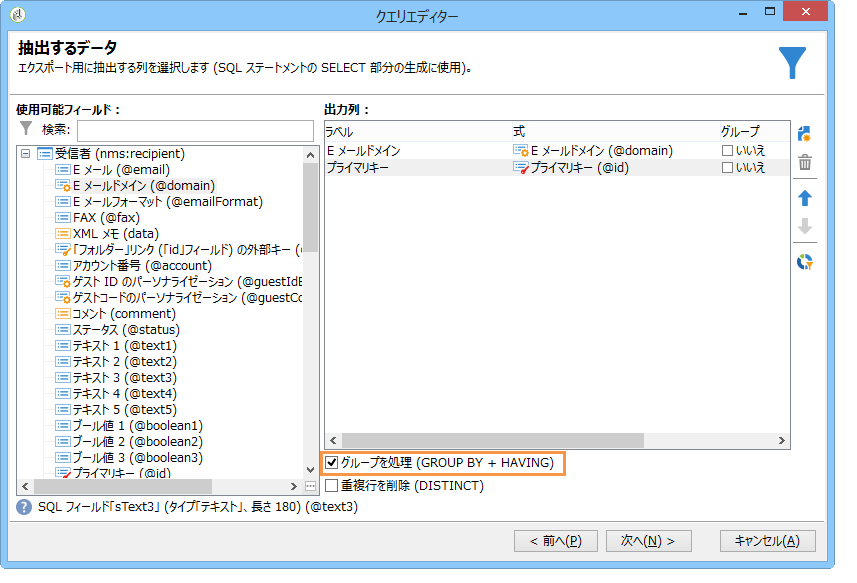 クエリエディター
抽出するデータ
エクスポート用に抽出する列を選択します (SQL ステートメントの SELECT 部分の生成に使用)。
使用可能フィールド：
検索:
受信者 (nms:recipient)
E メール (@email)
E メールドメイン (@domain)
E メールフォーマット (@emailFormat)
FAX (@fax)
XML メモ (data)
「フォルダー」リンク (「id」フィールド) の外部キー (
アカウント番号 (@account)
ゲスト ID のパーソナライゼーション (@guestIdE
ゲストコードのパーソナライゼーション (@guestCo
コメント (comment)
ステータス (@status)
テキスト 1 (@text1)
テキスト 2 (@text2)
テキスト 3 (@text3)
テキスト 4 (@text4)
テキスト 5 (@text5)
ブール値 1 (@boolean1)
ブール値 2 (@boolean2)
ブール値 3 (@boolean3)
プライマリキー (@id)
出力列：
ラベル 式 グループ
E メールドメイン E メールドメイン (@domain) いいえ
プライマリキー プライマリキー (@id) いいえ
グループを処理 (GROUP BY + HAVING)
重複行を削除 (DISTINCT)
SQL フィールド「sText3」 (タイプ「テキスト」、長さ 180) (@text3)
< 前へ(P) 次へ(N) > キャンセル(A)